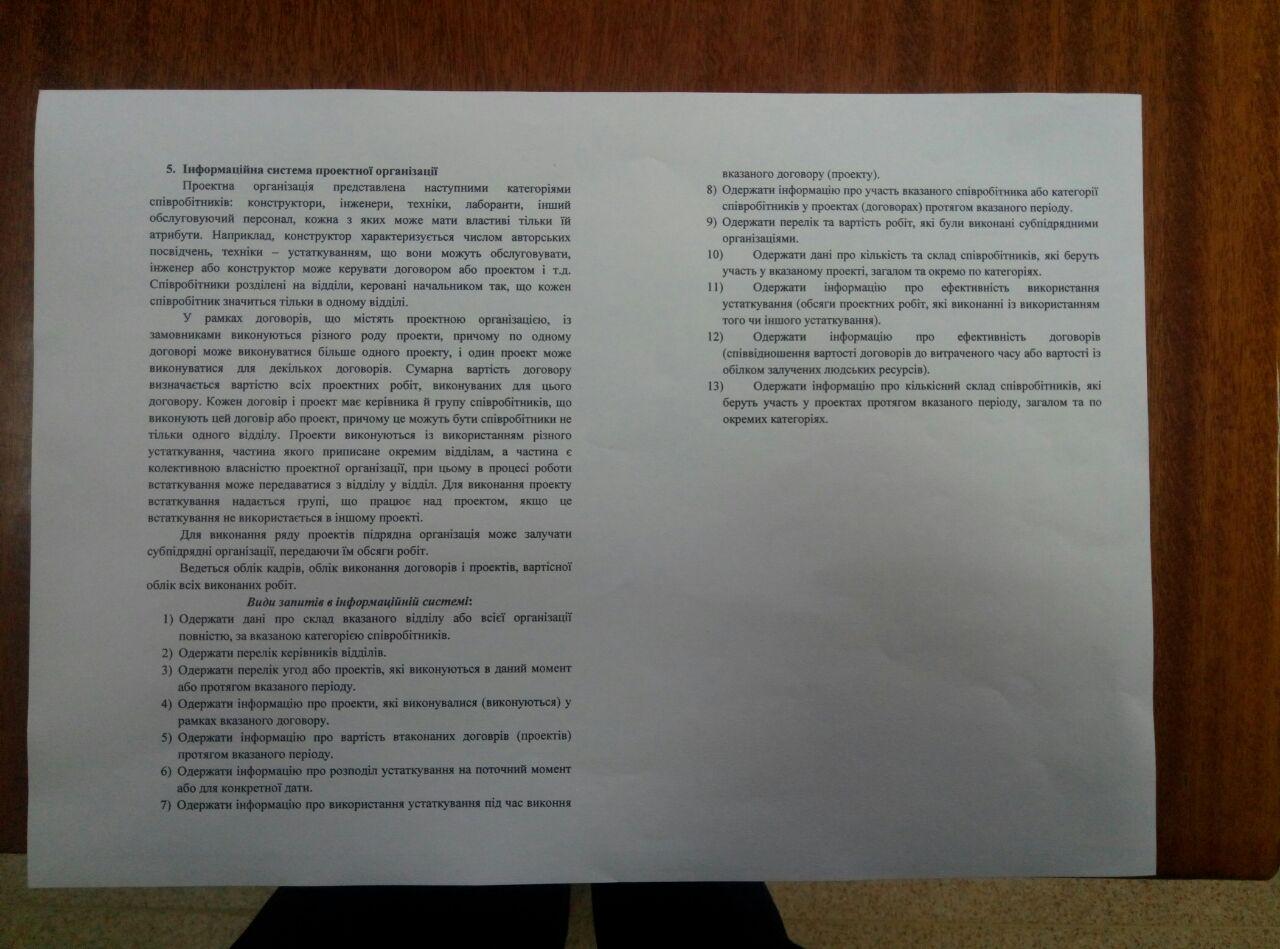 5. Інформаційна система проектної організації
Проектна організація представлена наступними категоріями
співробітників: конструктори, інженери, техніки, лаборанти, інший
обслуговуючий персонал, кожна з яких може мати властиві тільки їй
атрибути. Наприклад, конструктор характеризується числом авторських
посвідчень, техніки – устаткуванням, що вони можуть обслуговувати,
інженер або конструктор може керувати договором або проектом і т.д.
Співробітники розділені на відділи, керовані начальником так, що кожен
співробітник значиться тільки в одному відділі.
У рамках договорів, що містять проектною організацією, із
замовниками виконуються різного роду проекти, причому по одному
договорі може виконуватися більше одного проекту, і один проект може
виконуватися для декількох договорів. Сумарна вартість договору
визначається вартістю всіх проектних робіт, виконуваних для цього
договору. Кожен договір і проект має керівника й групу співробітників, що
виконують цей договір або проект, причому це можуть бути співробітники не
тільки одного відділу. Проекти виконуються із використанням різного
устаткування, частина якого приписане окремим відділам, а частина є
колективною власністю проектної організації, при цьому в процесі роботи
встаткування може передаватися з відділу у відділ. Для виконання проекту
встаткування надається групі, що працює над проектом, якщо це
встаткування не використається в іншому проекті.
Для виконання ряду проектів підрядна організація може залучати
субпідрядні організації, передаючи їм обсяги робіт.
Ведеться облік кадрів, облік виконання договорів і проектів, вартісної
облік всіх виконаних робіт.
Види запитів в інформаційній системі:
1) Одержати дані про склад вказаного відділу або всієї організації
повністю, за вказаною категорією співробітників.
2) Одержати перелік керівників відділів.
3) Одержати перелік угод або проектів, які виконуються в даний момент
або протягом вказаного періоду.
4) Одержати інформацію про проекти, які виконувалися (виконуються) у
рамках вказаного договору.
5) Одержати інформацію про вартість втаконаних договрів (проектів)
протягом вказаного періоду.
6) Одержати інформацію про розподіл устаткування на поточний момент
або для конкретної дати.
7) Одержати інформацію про використання устаткування під час виконня
вказаного договору (проекту).
8) Одержати інформацію про участь вказаного співробітника або категорії
співробітників у проектах (договорах) протягом вказаного періоду.
9) Одержати перелік та вартість робіт, які були виконані субпідрядними
організаціями.
10) Одержати дані про кількість та склад співробітників, які беруть
участь у вказаному проекті, загалом та окремо по категоріях.
11) Одержати інформацію про ефективність використання
устаткування (обсяги проектних робіт, які виконанні із використанням
того чи іншого устаткування).
12) Одержати інформацію про ефективність договорів
(співвідношення вартості договорів до витраченого часу або вартості із
обілком залучених людських ресурсів).
13) Одержати інформацію про кількісний склад співробітників, які
беруть участь у проектах протягом вказаного періоду, загалом та по
окремих категоріях.